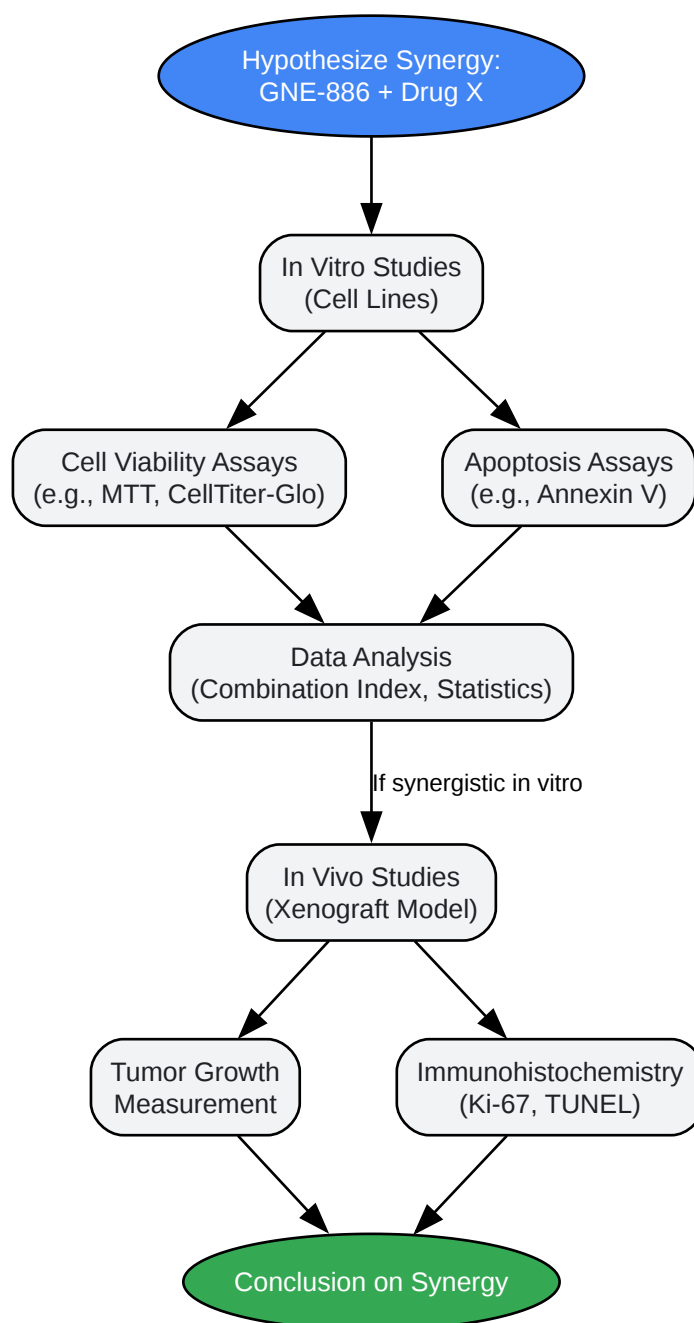 Hypothesize Synergy:
GNE-886 + Drug X
In Vitro Studies
(Cell Lines)
Cell Viability Assays
(e.g., MTT, CellTiter-Glo)
Apoptosis Assays
(e.g., Annexin V)
Data Analysis
(Combination Index, Statistics)
If synergistic in vitro
In Vivo Studies
(Xenograft Model)
Tumor Growth
Measurement
Immunohistochemistry
(Ki-67, TUNEL)
Conclusion on Synergy